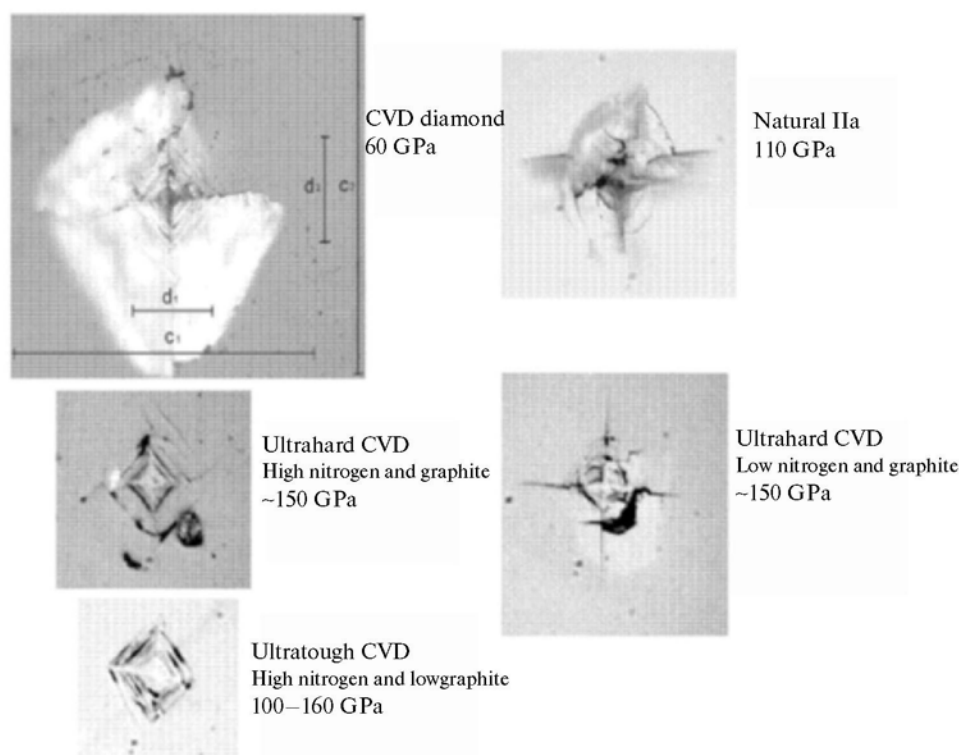 CVD diamond
60 GPa
d₂
c₂
d₁
c₁
Natural IIa
110 GPa
Ultrahard CVD
High nitrogen and graphite
~150 GPa
Ultrahard CVD
Low nitrogen and graphite
~150 GPa
Ultratough CVD
High nitrogen and lowgraphite
100–160 GPa